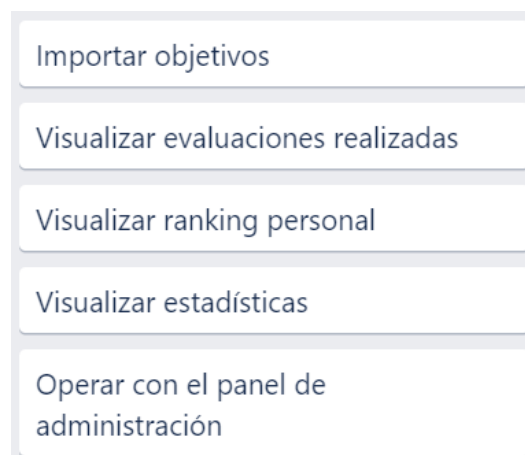 Importar objetivos
Visualizar evaluaciones realizadas
Visualizar ranking personal
Visualizar estadísticas
Operar con el panel de
administración